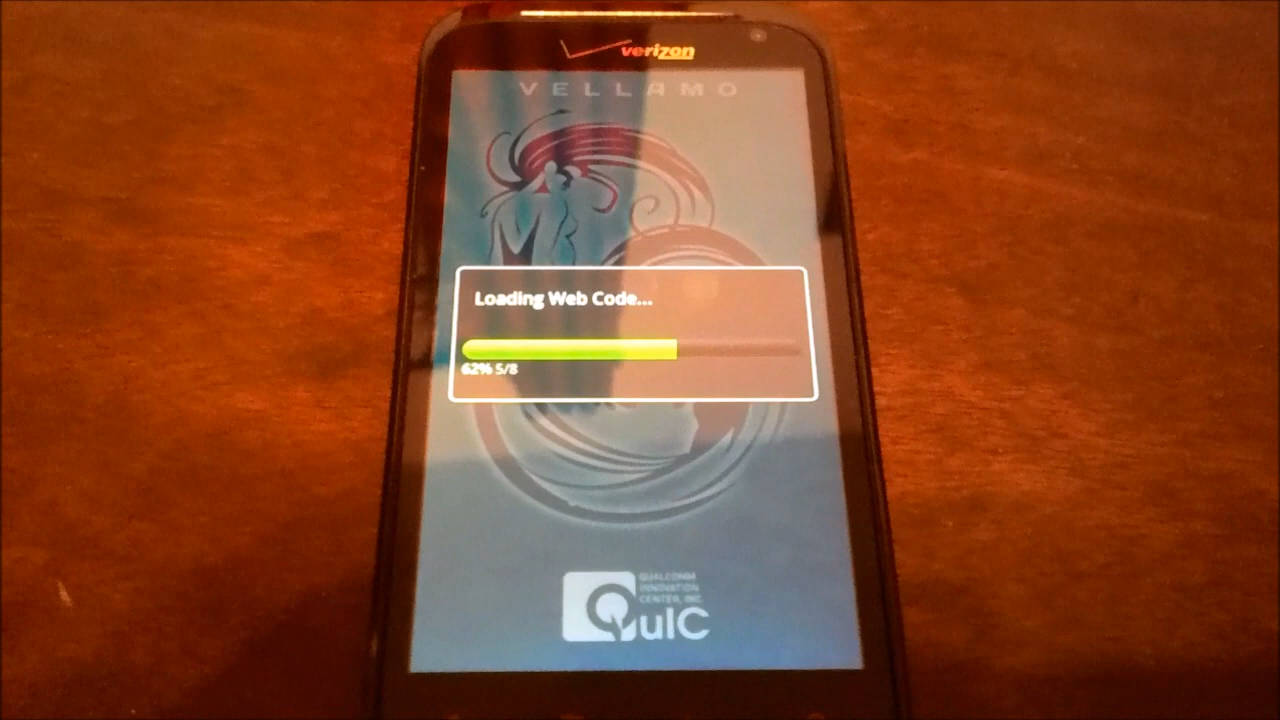 verizon
VELLAMO
Loading Web Code...
62% 5/8
QUALCOMM
INNOVATION
CENTER, INC.
QuIC